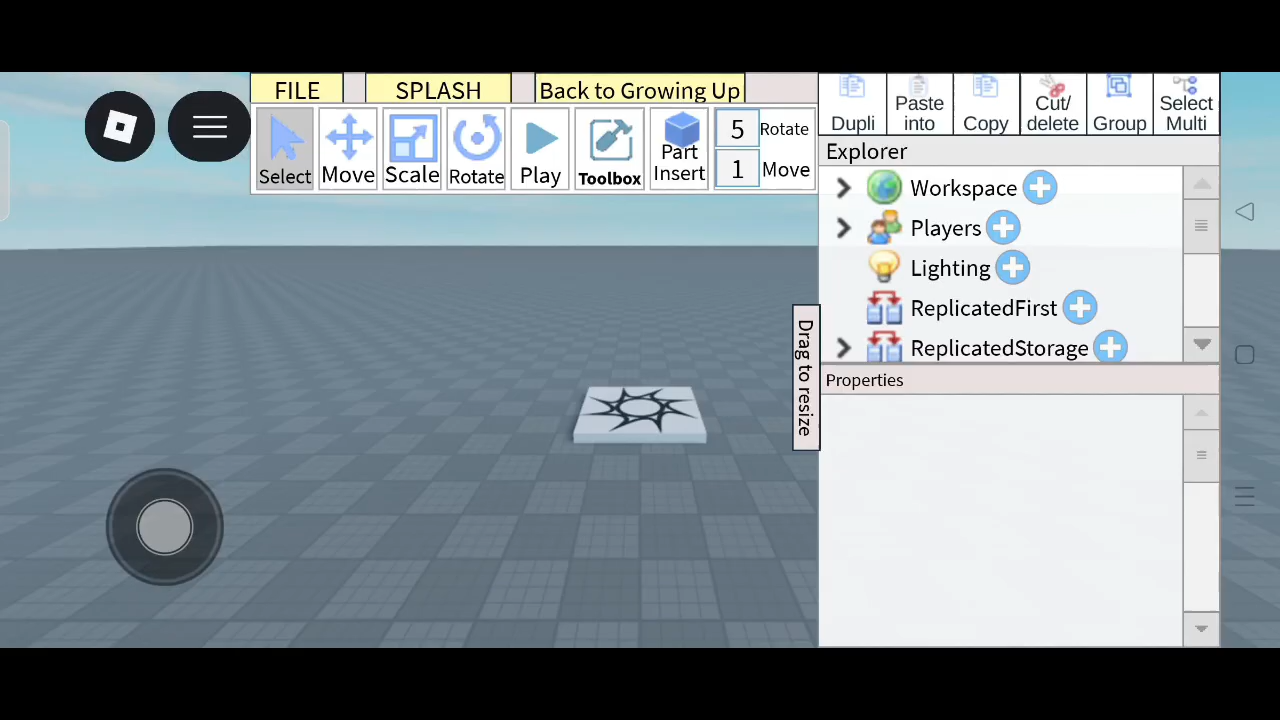 FILE
SPLASH
Back to Growing Up
Select
Move
Scale
Rotate
Play
Toolbox
Part
Insert
5
Rotate
1
Move
Dupli
Paste
into
Copy
Cut/
delete
Group
Select
Multi
Explorer
Workspace
Players
Lighting
ReplicatedFirst
ReplicatedStorage
Drag to resize
Properties